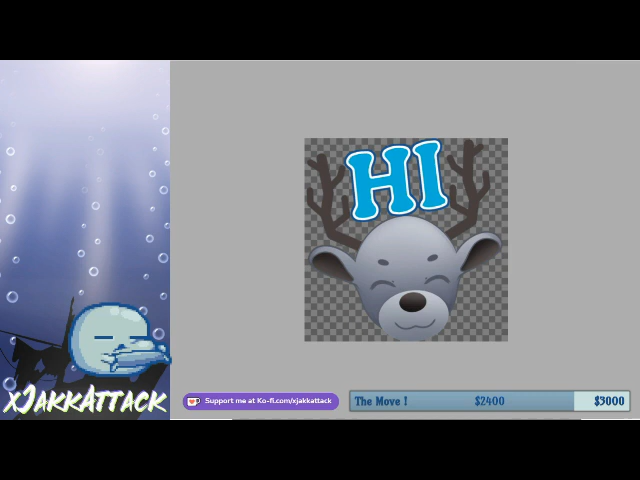 HI
xJakkAttack
Support me at Ko-fi.com/xjakkattack
The Move ! $2400 $3000